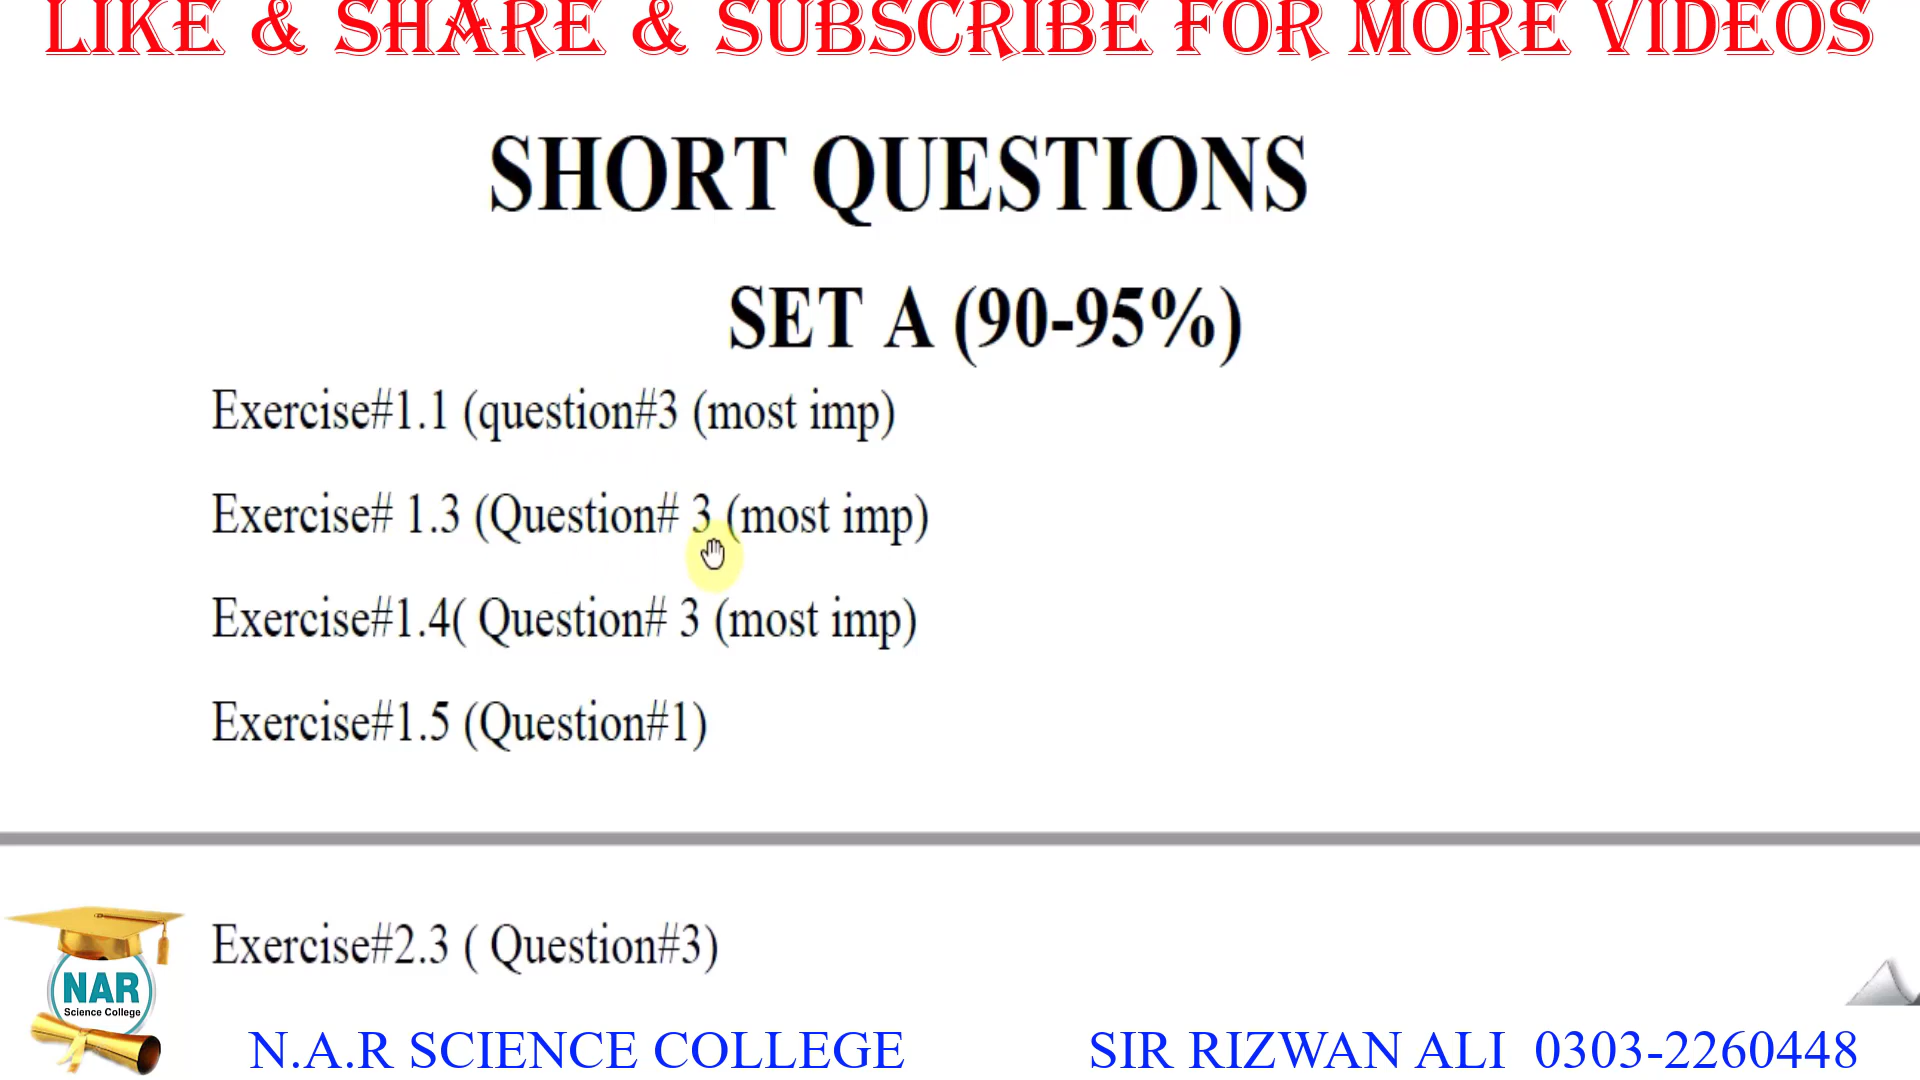 LIKE & SHARE & SUBSCRIBE FOR MORE VIDEOS
SHORT QUESTIONS
SET A (90-95%)
Exercise#1.1 (question#3 (most imp)
Exercise# 1.3 (Question# 3 (most imp)
Exercise#1.4( Question# 3 (most imp)
Exercise#1.5 (Question#1)
Exercise#2.3 ( Question#3)
NAR
Science College
N.A.R SCIENCE COLLEGE SIR RIZWAN ALI 0303-2260448